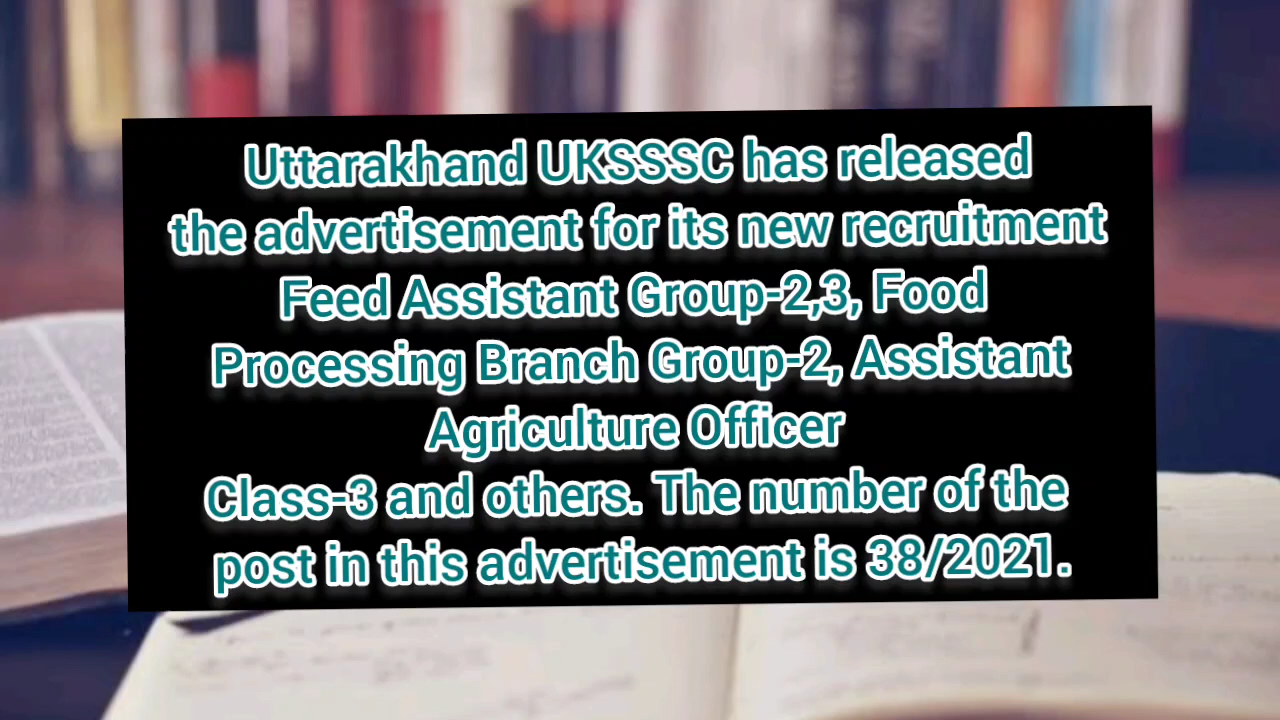 Uttarakhand UKSSSC has released
the advertisement for its new recruitment
Feed Assistant Group-2,3, Food
Processing Branch Group-2, Assistant
Agriculture Officer
Class-3 and others. The number of the
post in this advertisement is 38/2021.